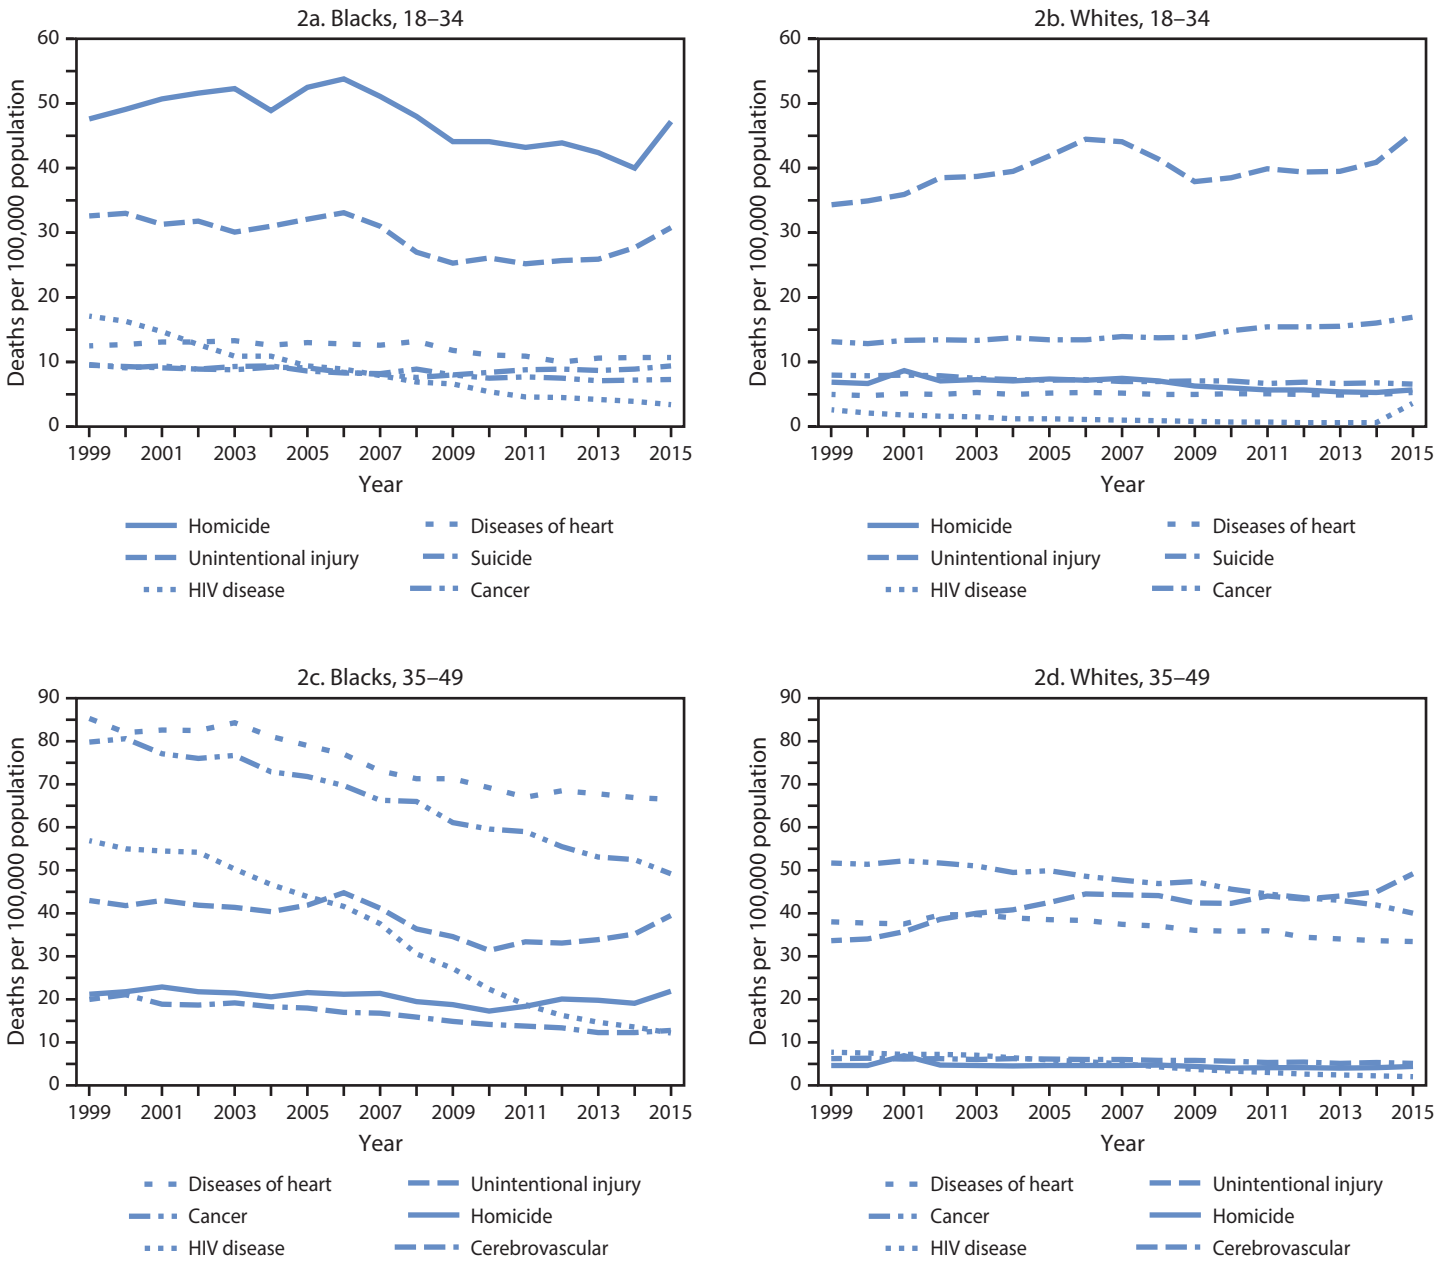 2a. Blacks, 18–34
Deaths per 100,000 population
60
50
40
30
20
10
0
1999 2001 2003 2005 2007 2009 2011 2013 2015
Year
Homicide
Unintentional injury
HIV disease
Diseases of heart
Suicide
Cancer
2b. Whites, 18–34
Deaths per 100,000 population
60
50
40
30
20
10
0
1999 2001 2003 2005 2007 2009 2011 2013 2015
Year
Homicide
Unintentional injury
HIV disease
Diseases of heart
Suicide
Cancer
2c. Blacks, 35–49
Deaths per 100,000 population
90
80
70
60
50
40
30
20
10
0
1999 2001 2003 2005 2007 2009 2011 2013 2015
Year
Diseases of heart
Cancer
HIV disease
Unintentional injury
Homicide
Cerebrovascular
2d. Whites, 35–49
Deaths per 100,000 population
90
80
70
60
50
40
30
20
10
0
1999 2001 2003 2005 2007 2009 2011 2013 2015
Year
Diseases of heart
Cancer
HIV disease
Unintentional injury
Homicide
Cerebrovascular